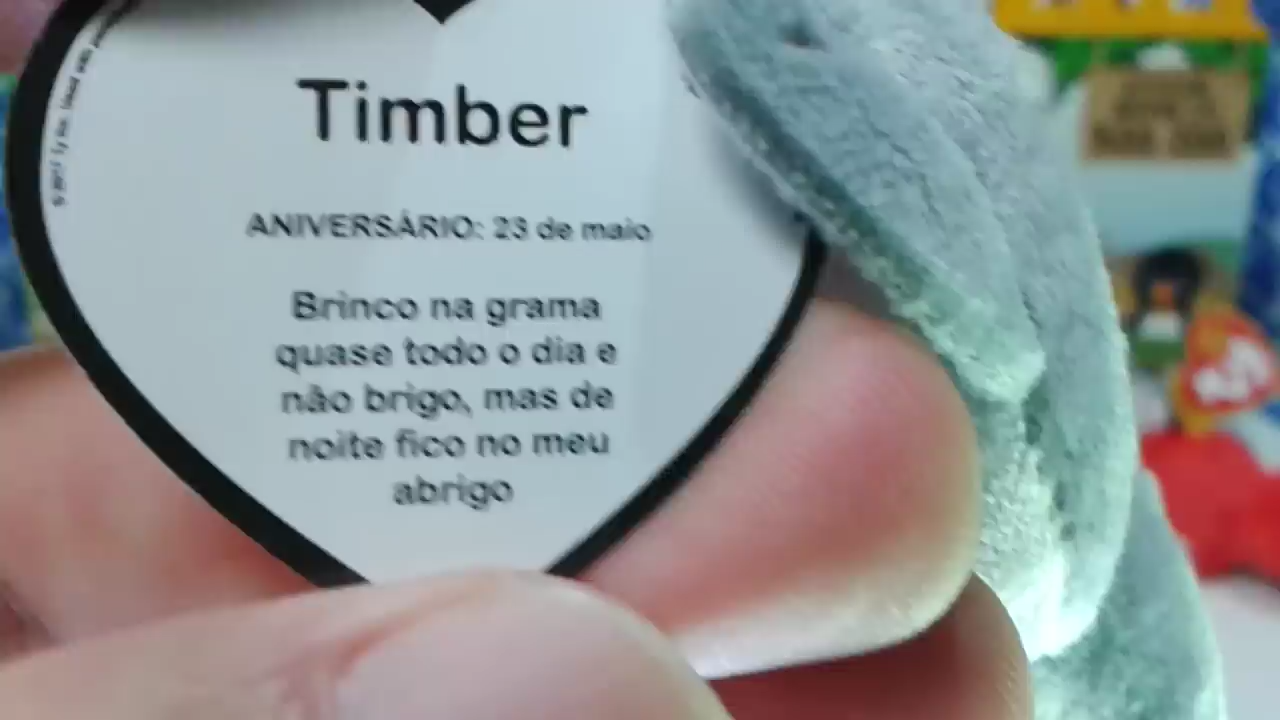 Timber
ANIVERSÁRIO: 23 de maio
Brinco na grama
quase todo o dia e
não brigo, mas de
noite fico no meu
abrigo